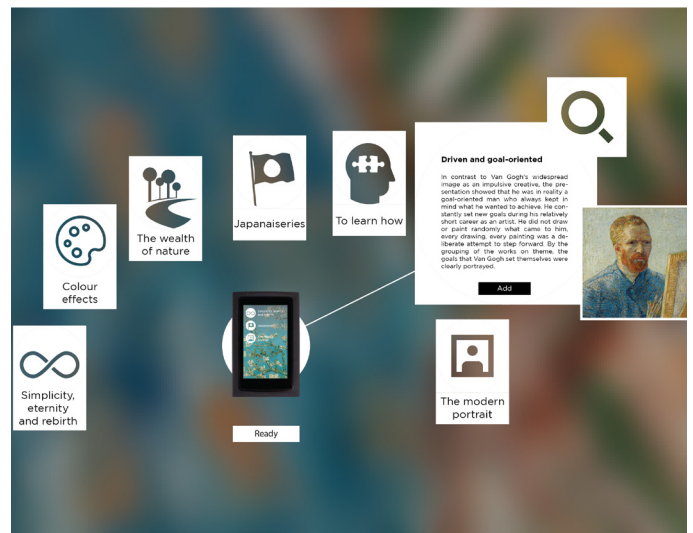 Driven and goal-oriented
In contrast to Van Gogh's widespread
image as an impulsive creative, the pre-
sentation showed that he was in reality a
goal-oriented man who always kept in
mind what he wanted to achieve. He con-
stantly set new goals during his relatively
short career as an artist. He did not draw
or paint randomly what came to him,
every drawing, every painting was a de-
liberate attempt to step forward. By the
grouping of the works on theme, the
goals that Van Gogh set themselves were
clearly portrayed.
Add
To learn how
Japanaiseries
The wealth
of nature
Colour
effects
Simplicity,
eternity
and rebirth
The modern
portrait
Ready